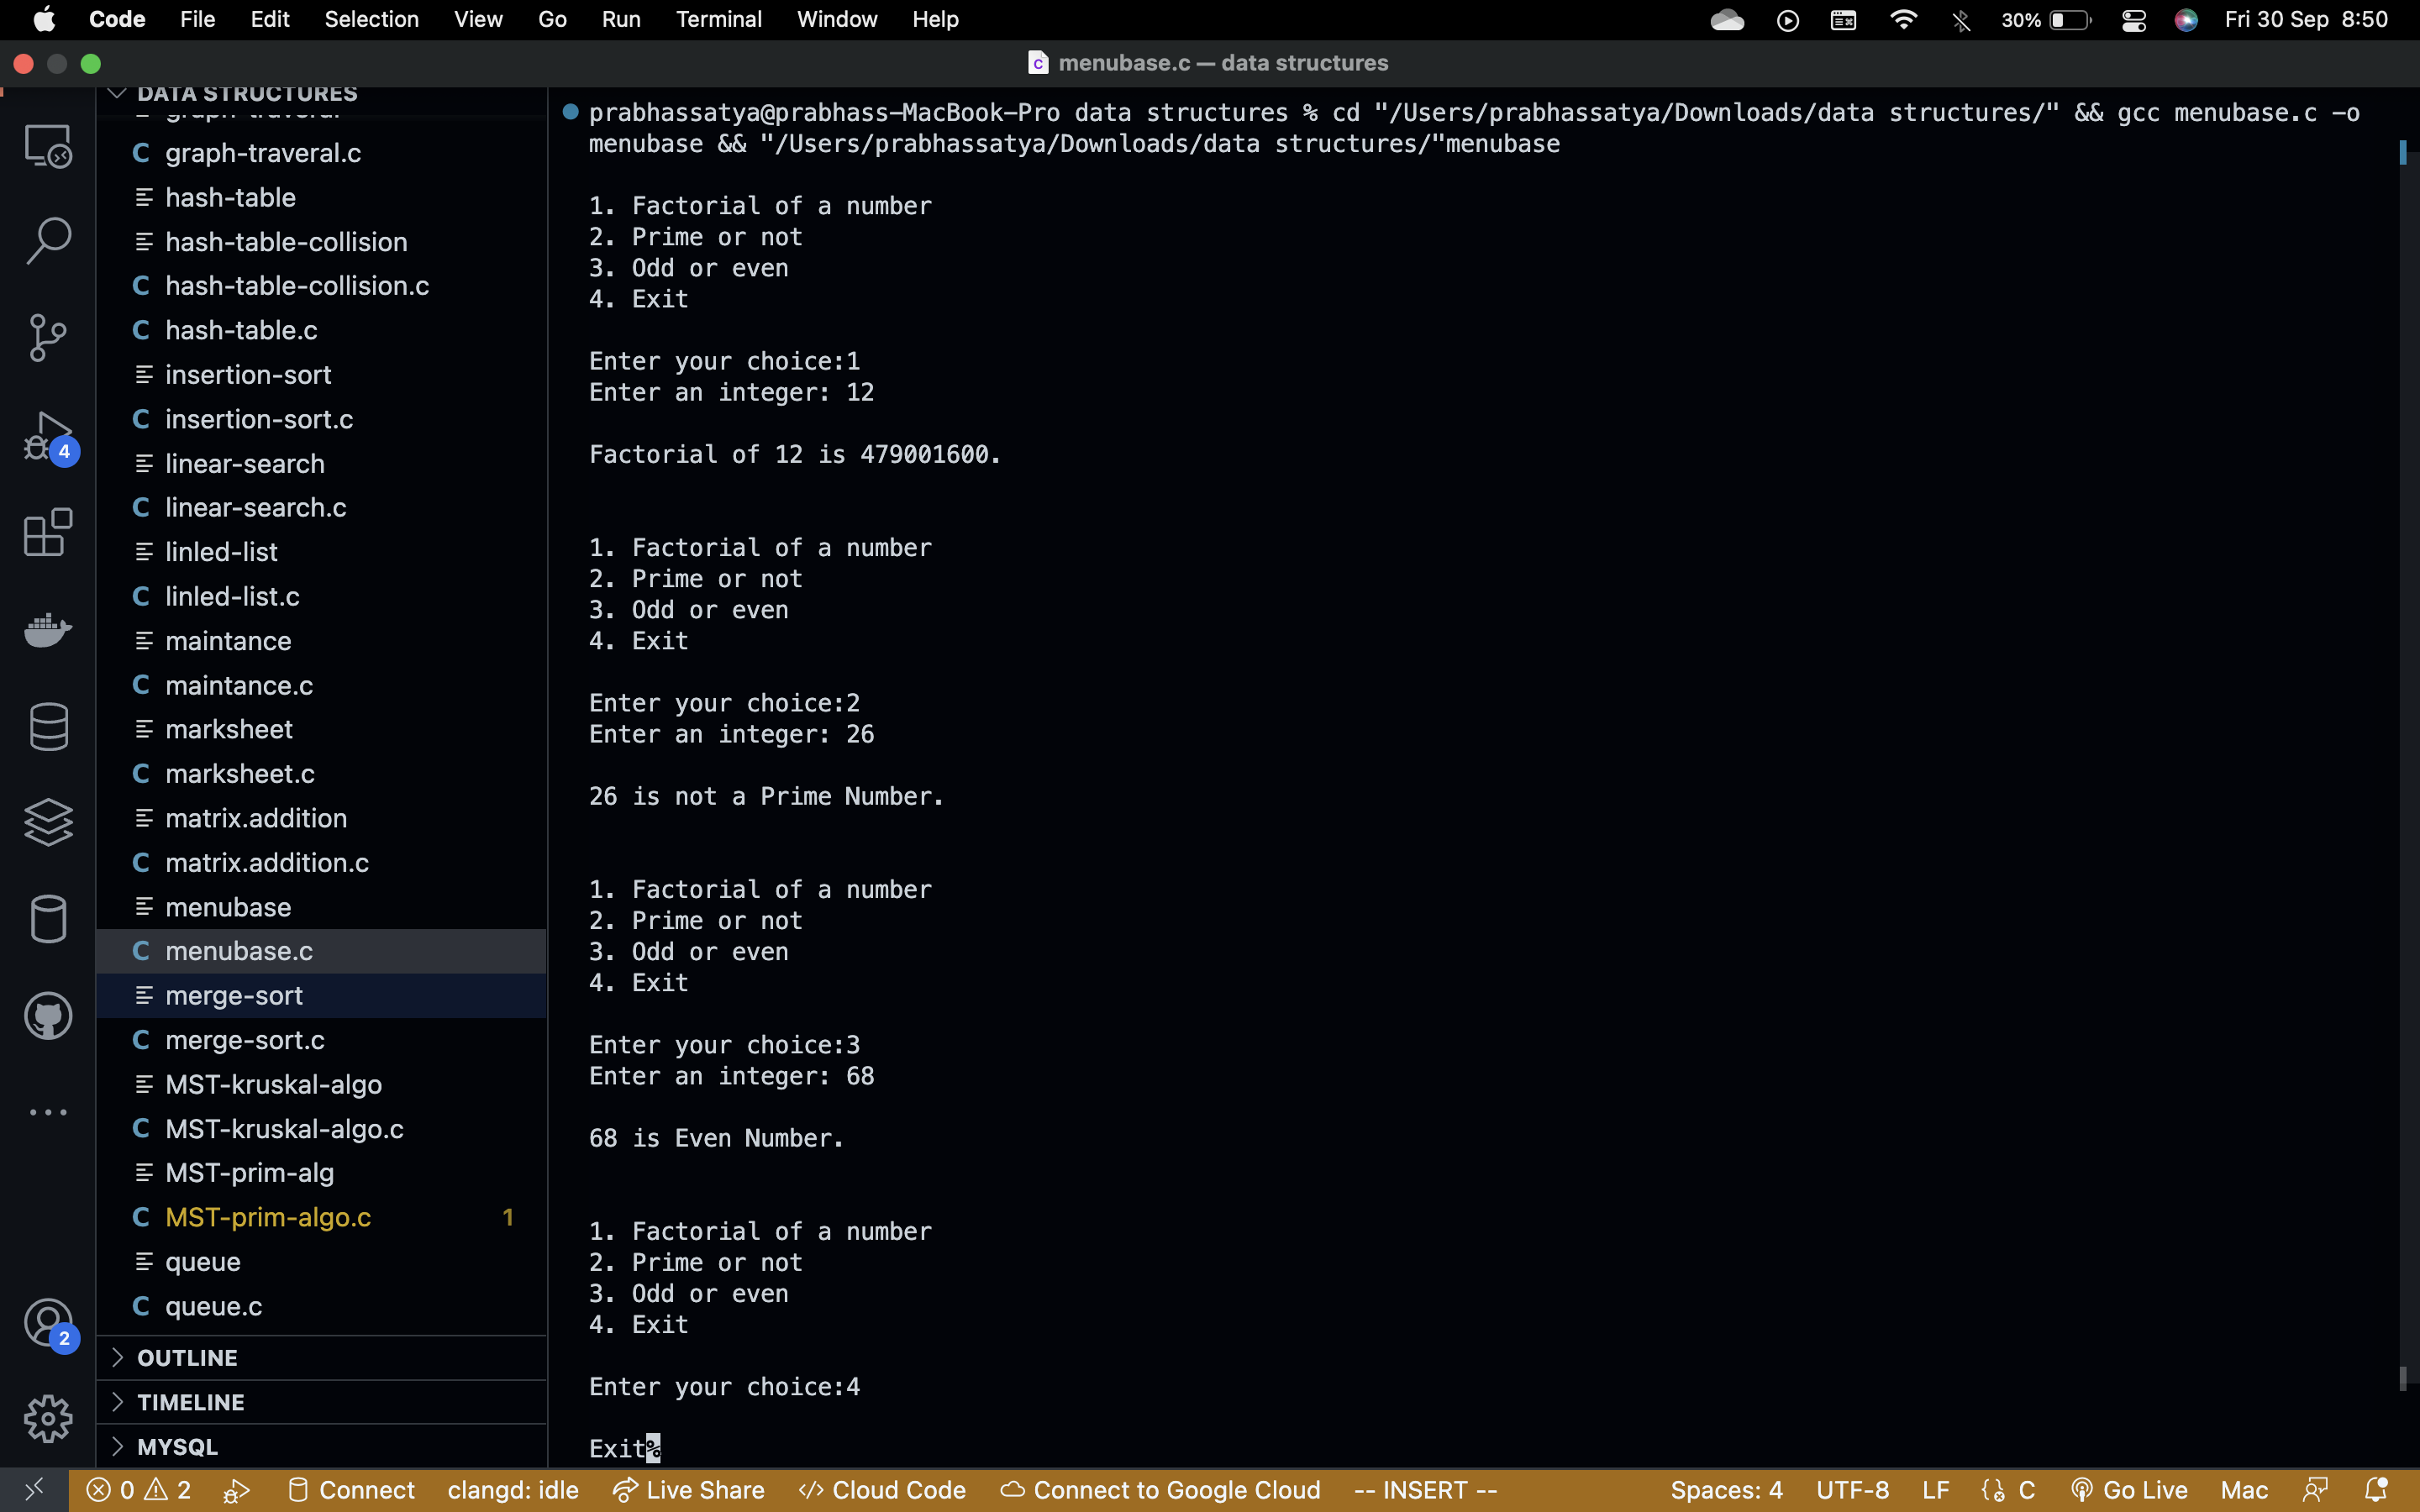 Code File Edit Selection View Go Run Terminal Window Help 30% Fri 30 Sep 8:50
menubase.c — data structures
DATA STRUCTURES
graph-traveral
graph-traveral.c
hash-table
hash-table-collision
hash-table-collision.c
hash-table.c
insertion-sort
insertion-sort.c
linear-search
linear-search.c
linled-list
linled-list.c
maintance
maintance.c
marksheet
marksheet.c
matrix.addition
matrix.addition.c
menubase
menubase.c
merge-sort
merge-sort.c
MST-kruskal-algo
MST-kruskal-algo.c
MST-prim-alg
MST-prim-algo.c 1
queue
queue.c
OUTLINE
TIMELINE
MYSQL
4
2
prabhassatya@prabhass-MacBook-Pro data structures % cd "/Users/prabhassatya/Downloads/data structures/" && gcc menubase.c -o
menubase && "/Users/prabhassatya/Downloads/data structures/"menubase
1. Factorial of a number
2. Prime or not
3. Odd or even
4. Exit
Enter your choice:1
Enter an integer: 12
Factorial of 12 is 479001600.
1. Factorial of a number
2. Prime or not
3. Odd or even
4. Exit
Enter your choice:2
Enter an integer: 26
26 is not a Prime Number.
1. Factorial of a number
2. Prime or not
3. Odd or even
4. Exit
Enter your choice:3
Enter an integer: 68
68 is Even Number.
1. Factorial of a number
2. Prime or not
3. Odd or even
4. Exit
Enter your choice:4
Exit%
0 2 Connect clangd: idle Live Share Cloud Code Connect to Google Cloud -- INSERT -- Spaces: 4 UTF-8 LF C Go Live Mac